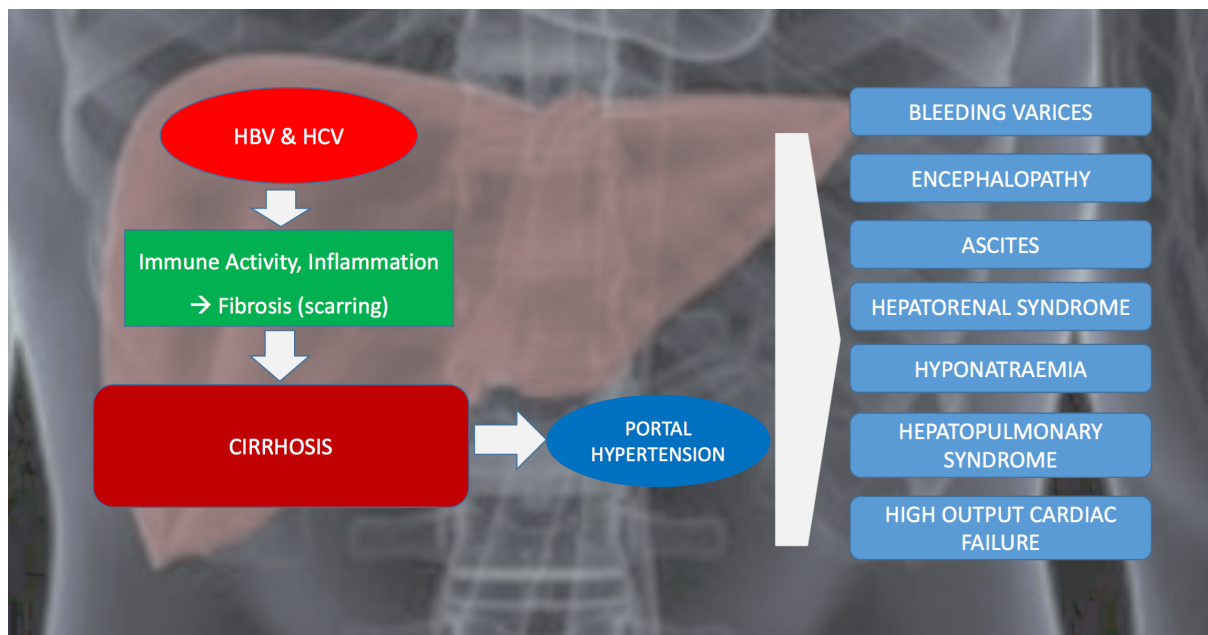 HBV & HCV
Immune Activity, Inflammation
→ Fibrosis (scarring)
CIRRHOSIS
PORTAL
HYPERTENSION
BLEEDING VARICES
ENCEPHALOPATHY
ASCITES
HEPATORENAL SYNDROME
HYPONATRAEMIA
HEPATOPULMONARY
SYNDROME
HIGH OUTPUT CARDIAC
FAILURE